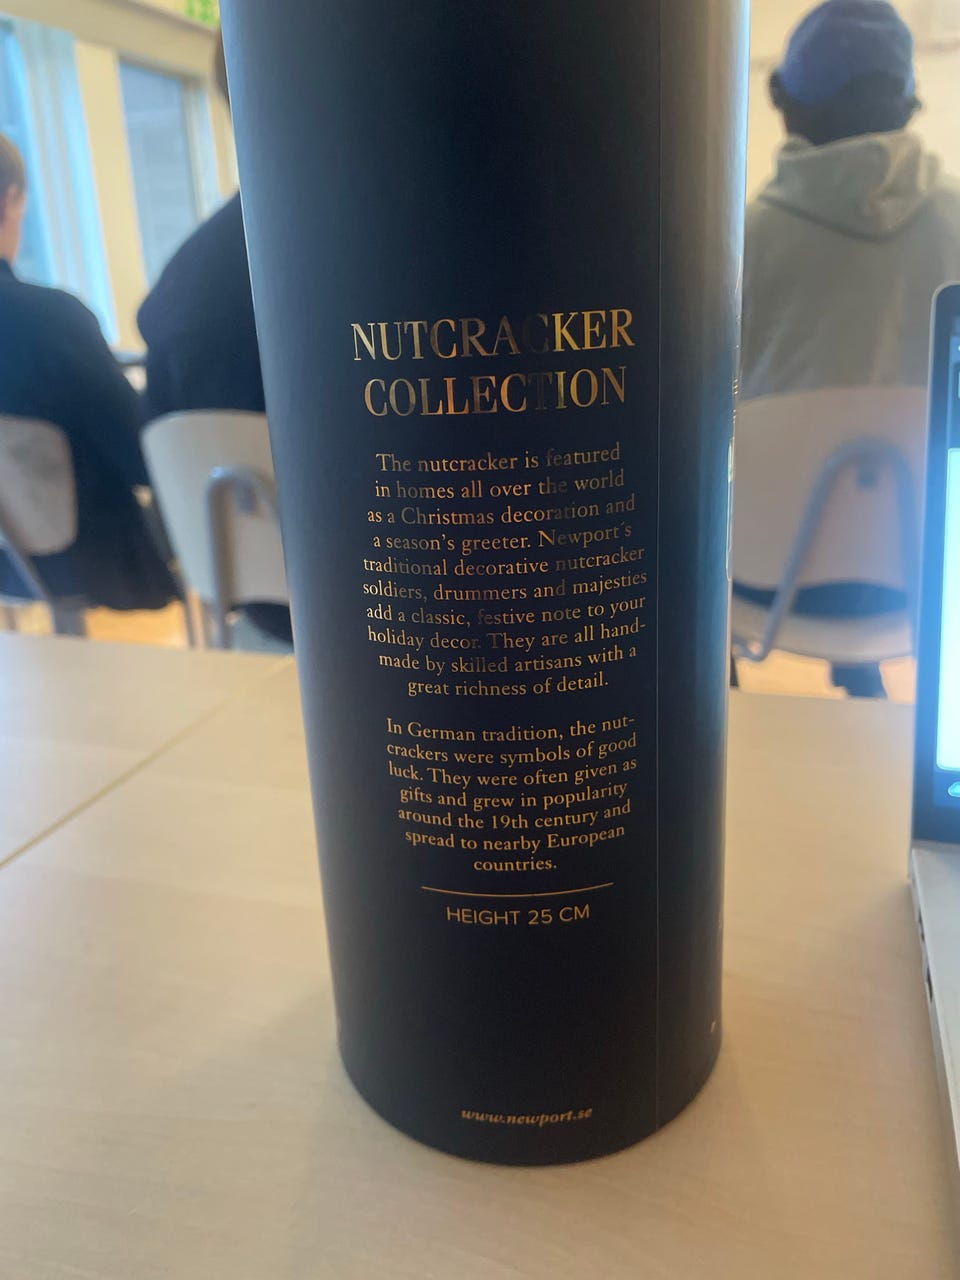 NUTCRACKER
COLLECTION
The nutcracker is featured
in homes all over the world
as a Christmas decoration and
a season's greeter. Newport´s
traditional decorative nutcracker
soldiers, drummers and majesties
add a classic, festive note to your
holiday decor. They are all hand-
made by skilled artisans with a
great richness of detail.
In German tradition, the nut-
crackers were symbols of good
luck. They were often given as
gifts and grew in popularity
around the 19th century and
spread to nearby European
countries.
HEIGHT 25 CM
www.newport.se